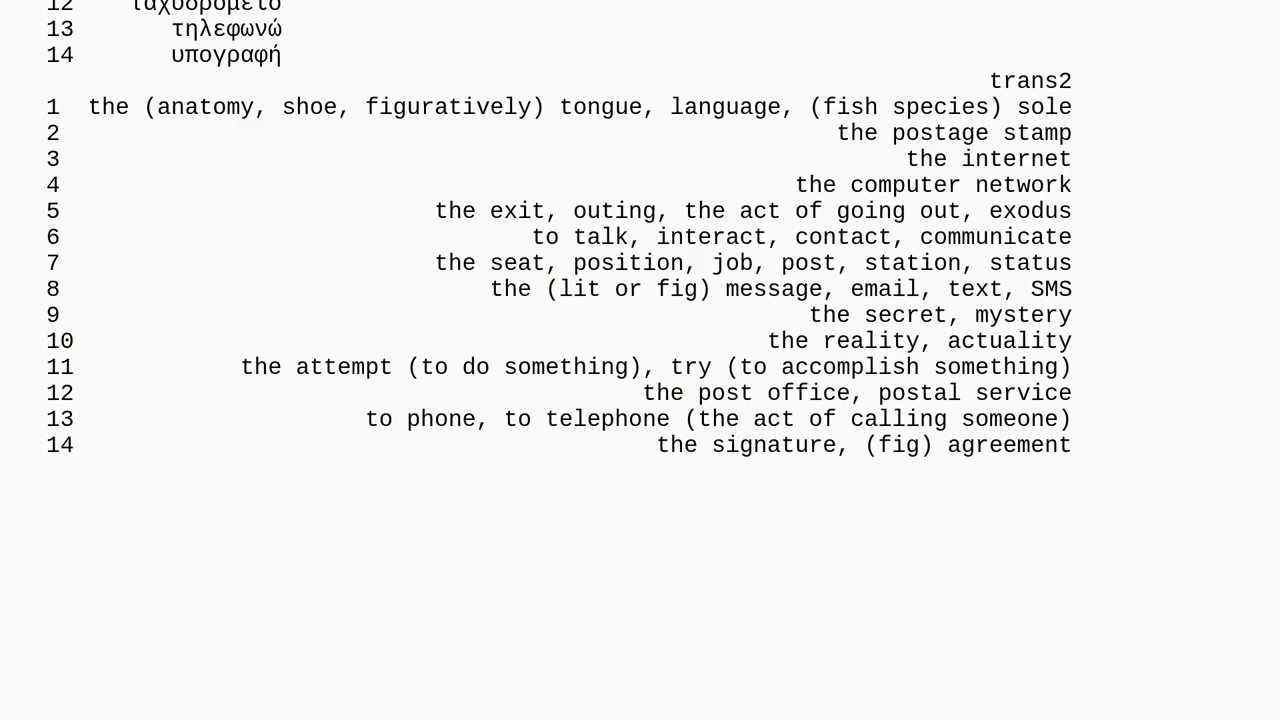 12 ταχυδρομείο
13 τηλεφωνώ
14 υπογραφή
trans2
1 the (anatomy, shoe, figuratively) tongue, language, (fish species) sole
2 the postage stamp
3 the internet
4 the computer network
5 the exit, outing, the act of going out, exodus
6 to talk, interact, contact, communicate
7 the seat, position, job, post, station, status
8 the (lit or fig) message, email, text, SMS
9 the secret, mystery
10 the reality, actuality
11 the attempt (to do something), try (to accomplish something)
12 the post office, postal service
13 to phone, to telephone (the act of calling someone)
14 the signature, (fig) agreement